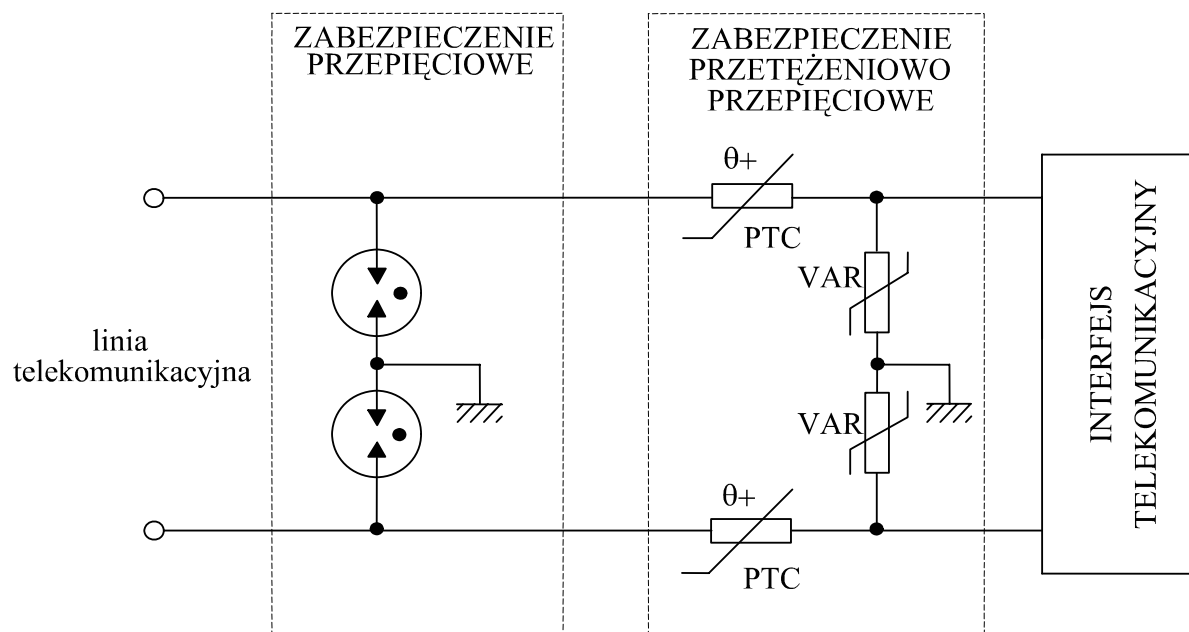 ZABEZPIECZENIE
PRZEPIĘCIOWE
ZABEZPIECZENIE
PRZETĘŻENIOWO
PRZEPIĘCIOWE
θ+
PTC
VAR
linia
telekomunikacyjna
VAR
θ+
PTC
INTERFEJS
TELEKOMUNIKACYJNY